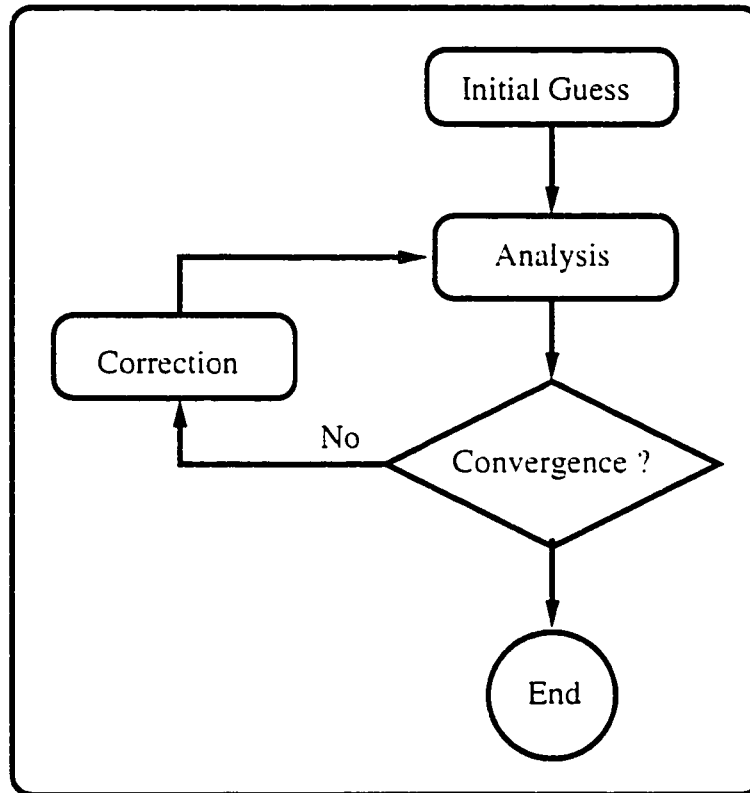 Initial Guess
Analysis
Correction
No
Convergence ?
End